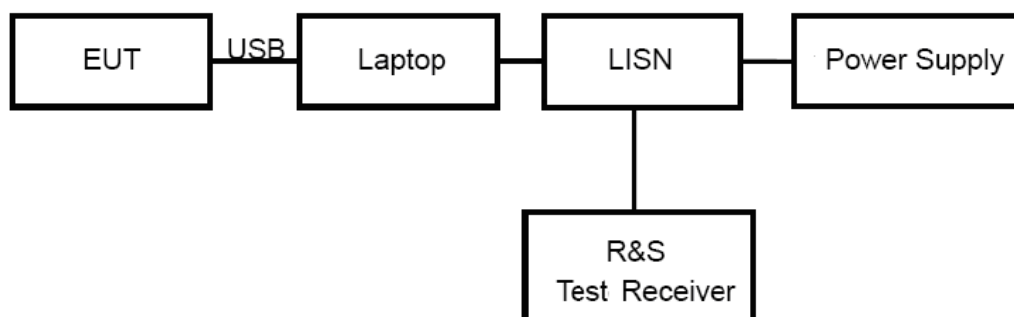 EUT
USB
Laptop
LISN
Power Supply
R&S
Test Receiver